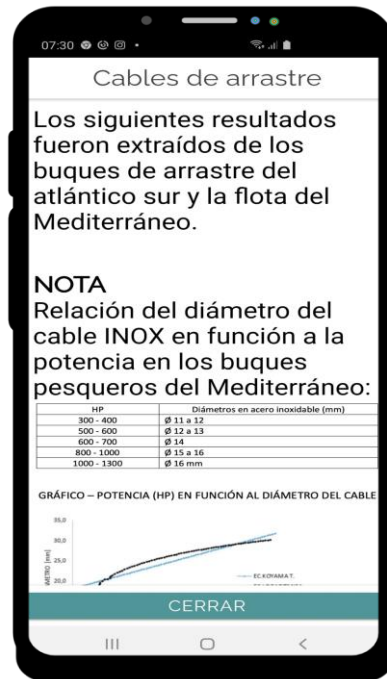 07:30
Cables de arrastre
Los siguientes resultados
fueron extraídos de los
buques de arrastre del
atlántico sur y la flota del
Mediterráneo.
NOTA
Relación del diámetro del
cable INOX en función a la
potencia en los buques
pesqueros del Mediterráneo:
HP Diámetros en acero inoxidable (mm)
300 - 400 Ø 11 a 12
500 - 600 Ø 12 a 13
600 - 700 Ø 14
800 - 1000 Ø 15 a 16
1000 - 1300 Ø 16 mm
GRÁFICO – POTENCIA (HP) EN FUNCIÓN AL DIÁMETRO DEL CABLE
35,0
30,0
25,0
20,0
EC.KOYAMA T.
CERRAR